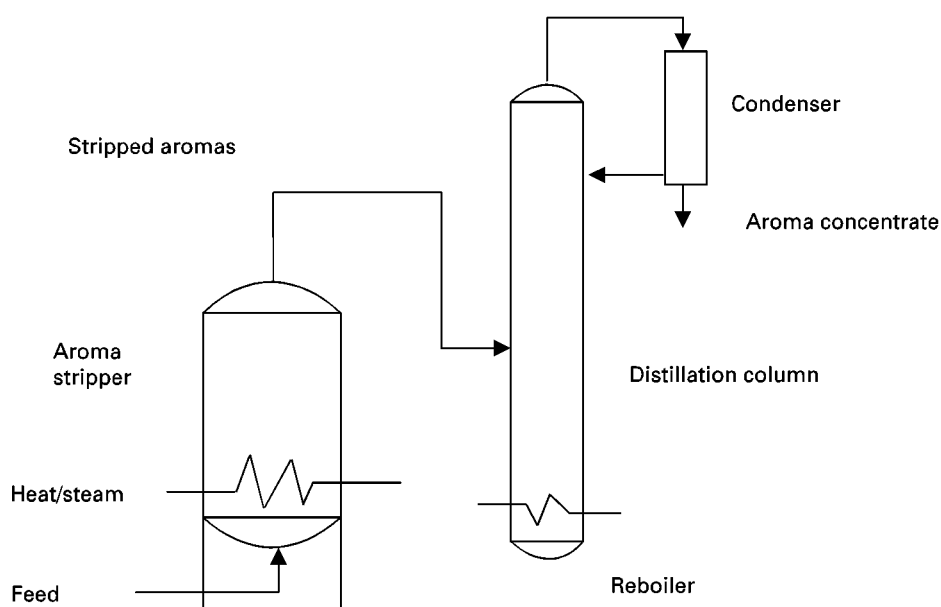 Condenser
Stripped aromas
Aroma concentrate
Aroma
stripper
Distillation column
Heat/steam
Reboiler
Feed